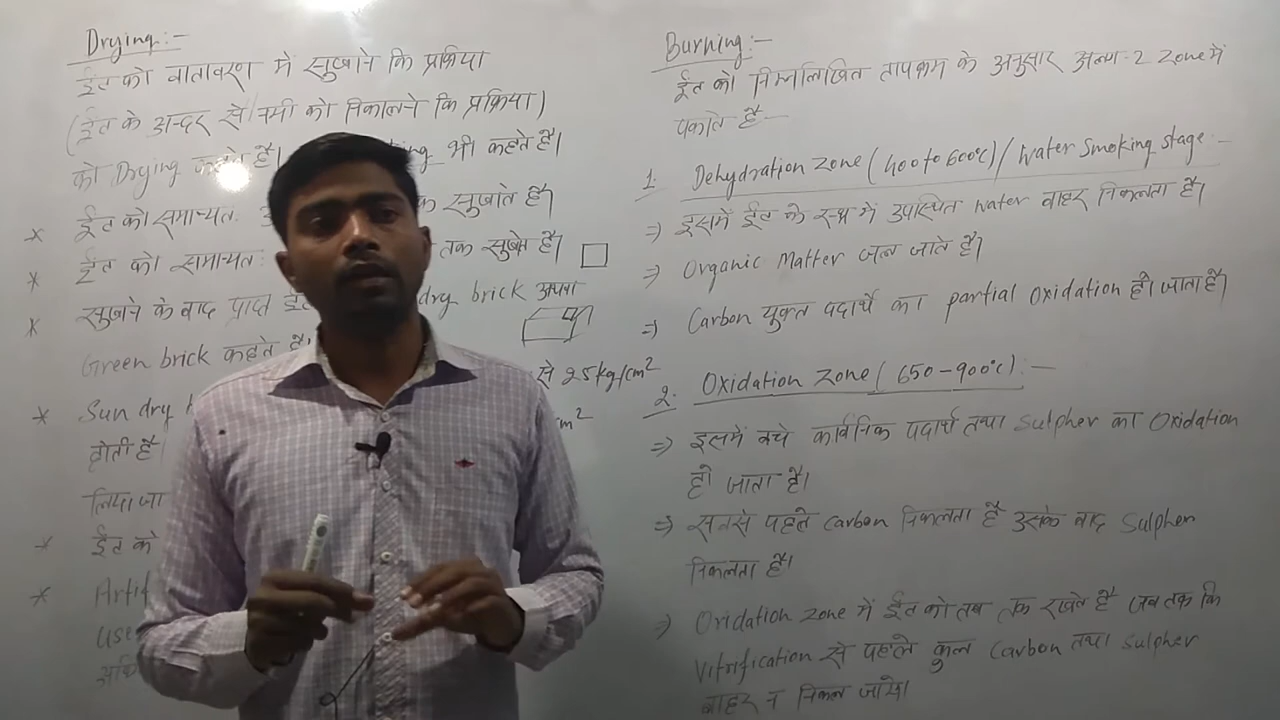 Drying:-
ईंट को वातावरण में सुखाने कि प्रक्रिया
(ईंट के अन्दर से नमी को निकालने कि प्रक्रिया)
को Drying कहते है। भी कहते है।
* ईंट को समान्यतः सुखाते है।
* ईंट को समान्यतः तक सुखाते है।
* सुखाने के बाद प्राप्त ईंट dry brick अथवा
Green brick कहते है।
से 25kg/cm²
* Sun dry cm²
होती है
लिया जा
* ईंट को
* Artif
use
Burning:-
ईंट को निम्नलिखित तापक्रम के अनुसार अलग-2 Zone में
पकाते है:-
1. Dehydration Zone (400 to 600°c)/Water Smoking Stage:-
⇒ इसमें ईंट के रन्ध्र में उपस्थित water बाहर निकलता है।
⇒ Organic Matter जल जाते है।
⇒ Carbon युक्त पदार्थ का partial Oxidation हो जाता है।
2. Oxidation Zone (650-900°c):-
⇒ इसमें बचे कार्बनिक पदार्थ तथा Sulpher का Oxidation
हो जाता है।
⇒ सबसे पहले Carbon निकलता है उसके बाद Sulpher
निकलता है।
⇒ Oxidation Zone में ईंट को तब तक रखते है जब तक कि
Vitrification से पहले कुल Carbon तथा Sulpher
बाहर न निकल जाये।